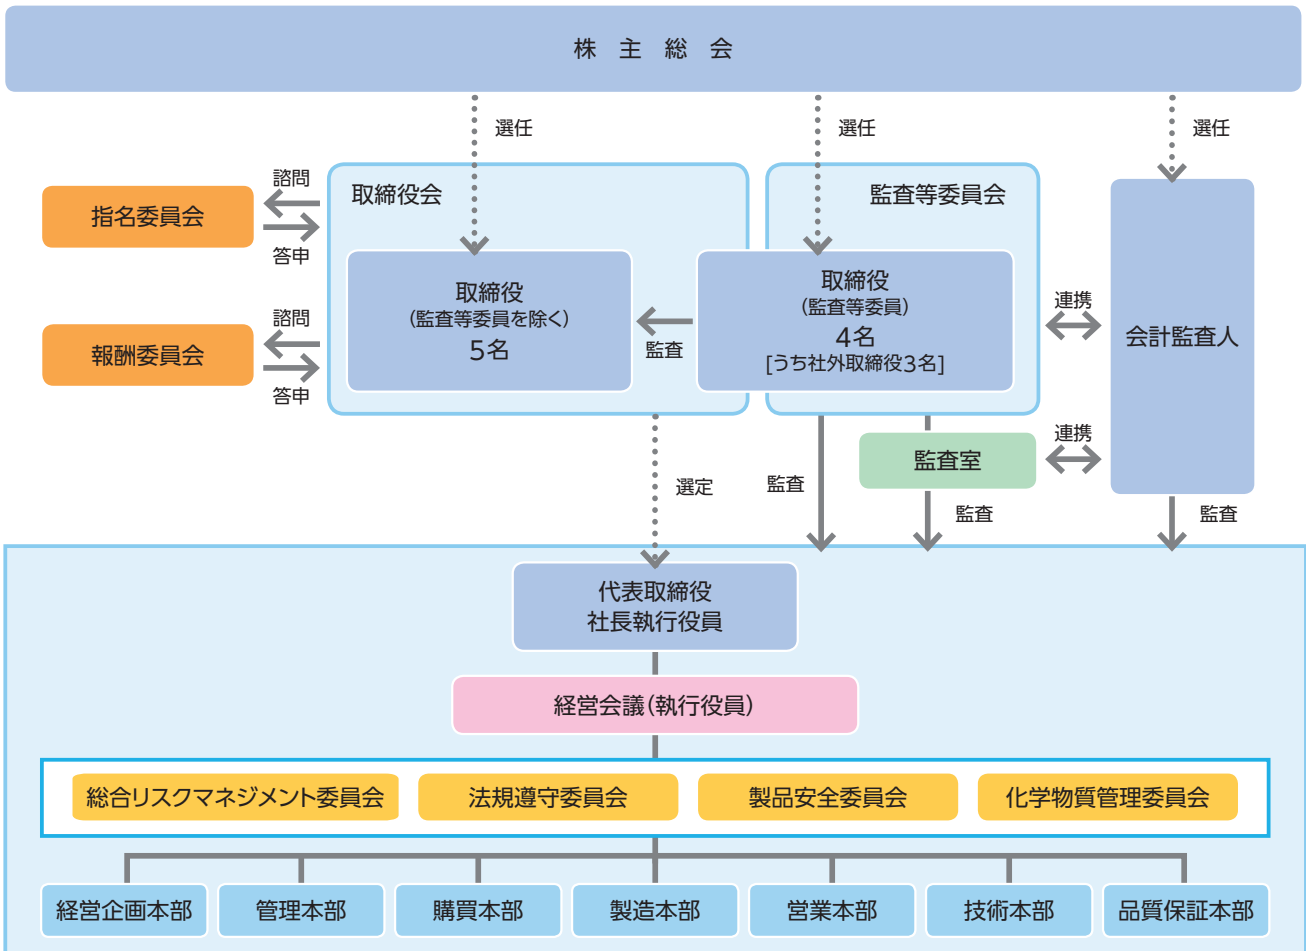 株主総会
選任
選任
選任
諮問
指名委員会
答申
諮問
報酬委員会
答申
取締役会
取締役
(監査等委員を除く)
5名
監査
監査等委員会
取締役
(監査等委員)
4名
[うち社外取締役3名]
連携
会計監査人
監査室
連携
選定
監査
監査
監査
代表取締役
社長執行役員
経営会議(執行役員)
総合リスクマネジメント委員会
法規遵守委員会
製品安全委員会
化学物質管理委員会
経営企画本部
管理本部
購買本部
製造本部
営業本部
技術本部
品質保証本部